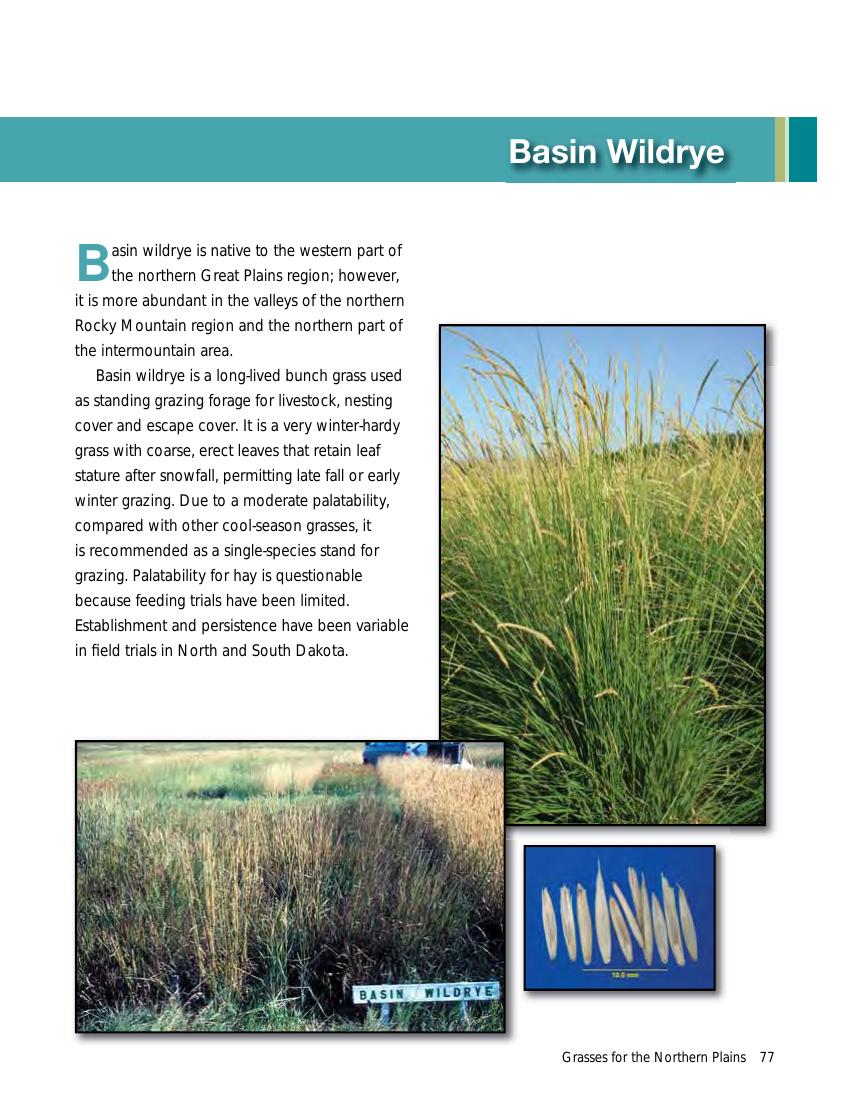 Basin Wildrye
Basin wildrye is native to the western part of
the northern Great Plains region; however,
it is more abundant in the valleys of the northern
Rocky Mountain region and the northern part of
the intermountain area.
Basin wildrye is a long-lived bunch grass used
as standing grazing forage for livestock, nesting
cover and escape cover. It is a very winter-hardy
grass with coarse, erect leaves that retain leaf
stature after snowfall, permitting late fall or early
winter grazing. Due to a moderate palatability,
compared with other cool-season grasses, it
is recommended as a single-species stand for
grazing. Palatability for hay is questionable
because feeding trials have been limited.
Establishment and persistence have been variable
in field trials in North and South Dakota.
BASIN WILDRYE
10.0 mm
Grasses for the Northern Plains 77